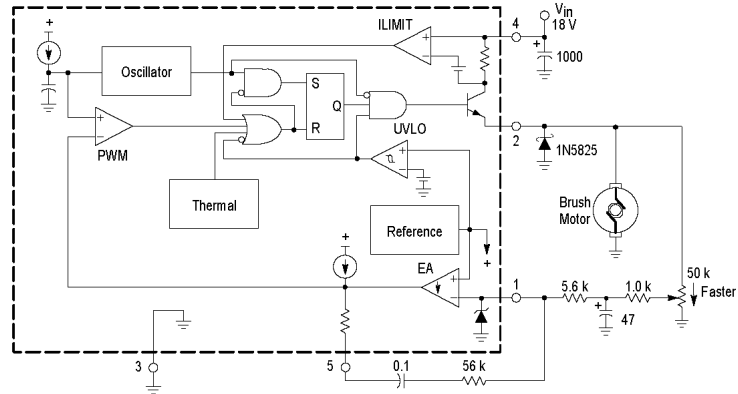 ILIMIT
4
Vin
18 V
+
+
+
1000
Oscillator
S
Q
R
+
−
PWM
UVLO
2
1N5825
+
−
Thermal
Brush
Motor
Reference
+
+
EA
+
−
1
5.6 k
1.0 k
50 k
Faster
+
47
3
5
0.1
56 k